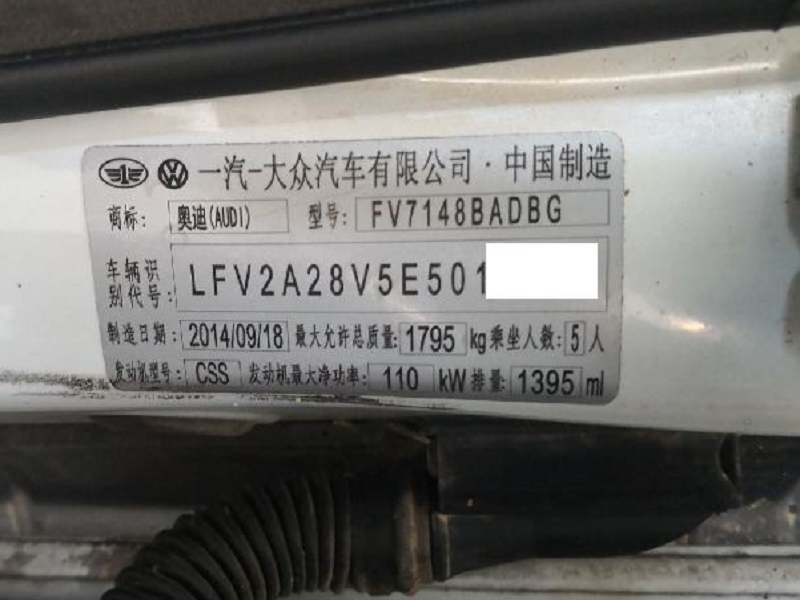 一汽-大众汽车有限公司·中国制造
商标: 奥迪(AUDI) 型号: FV7148BADBG
车辆识别代号: LFV2A28V5E501
制造日期: 2014/09/18 最大允许总质量: 1795 kg 乘坐人数: 5 人
发动机型号: CSS 发动机最大净功率: 110 kW 排量: 1395 ml